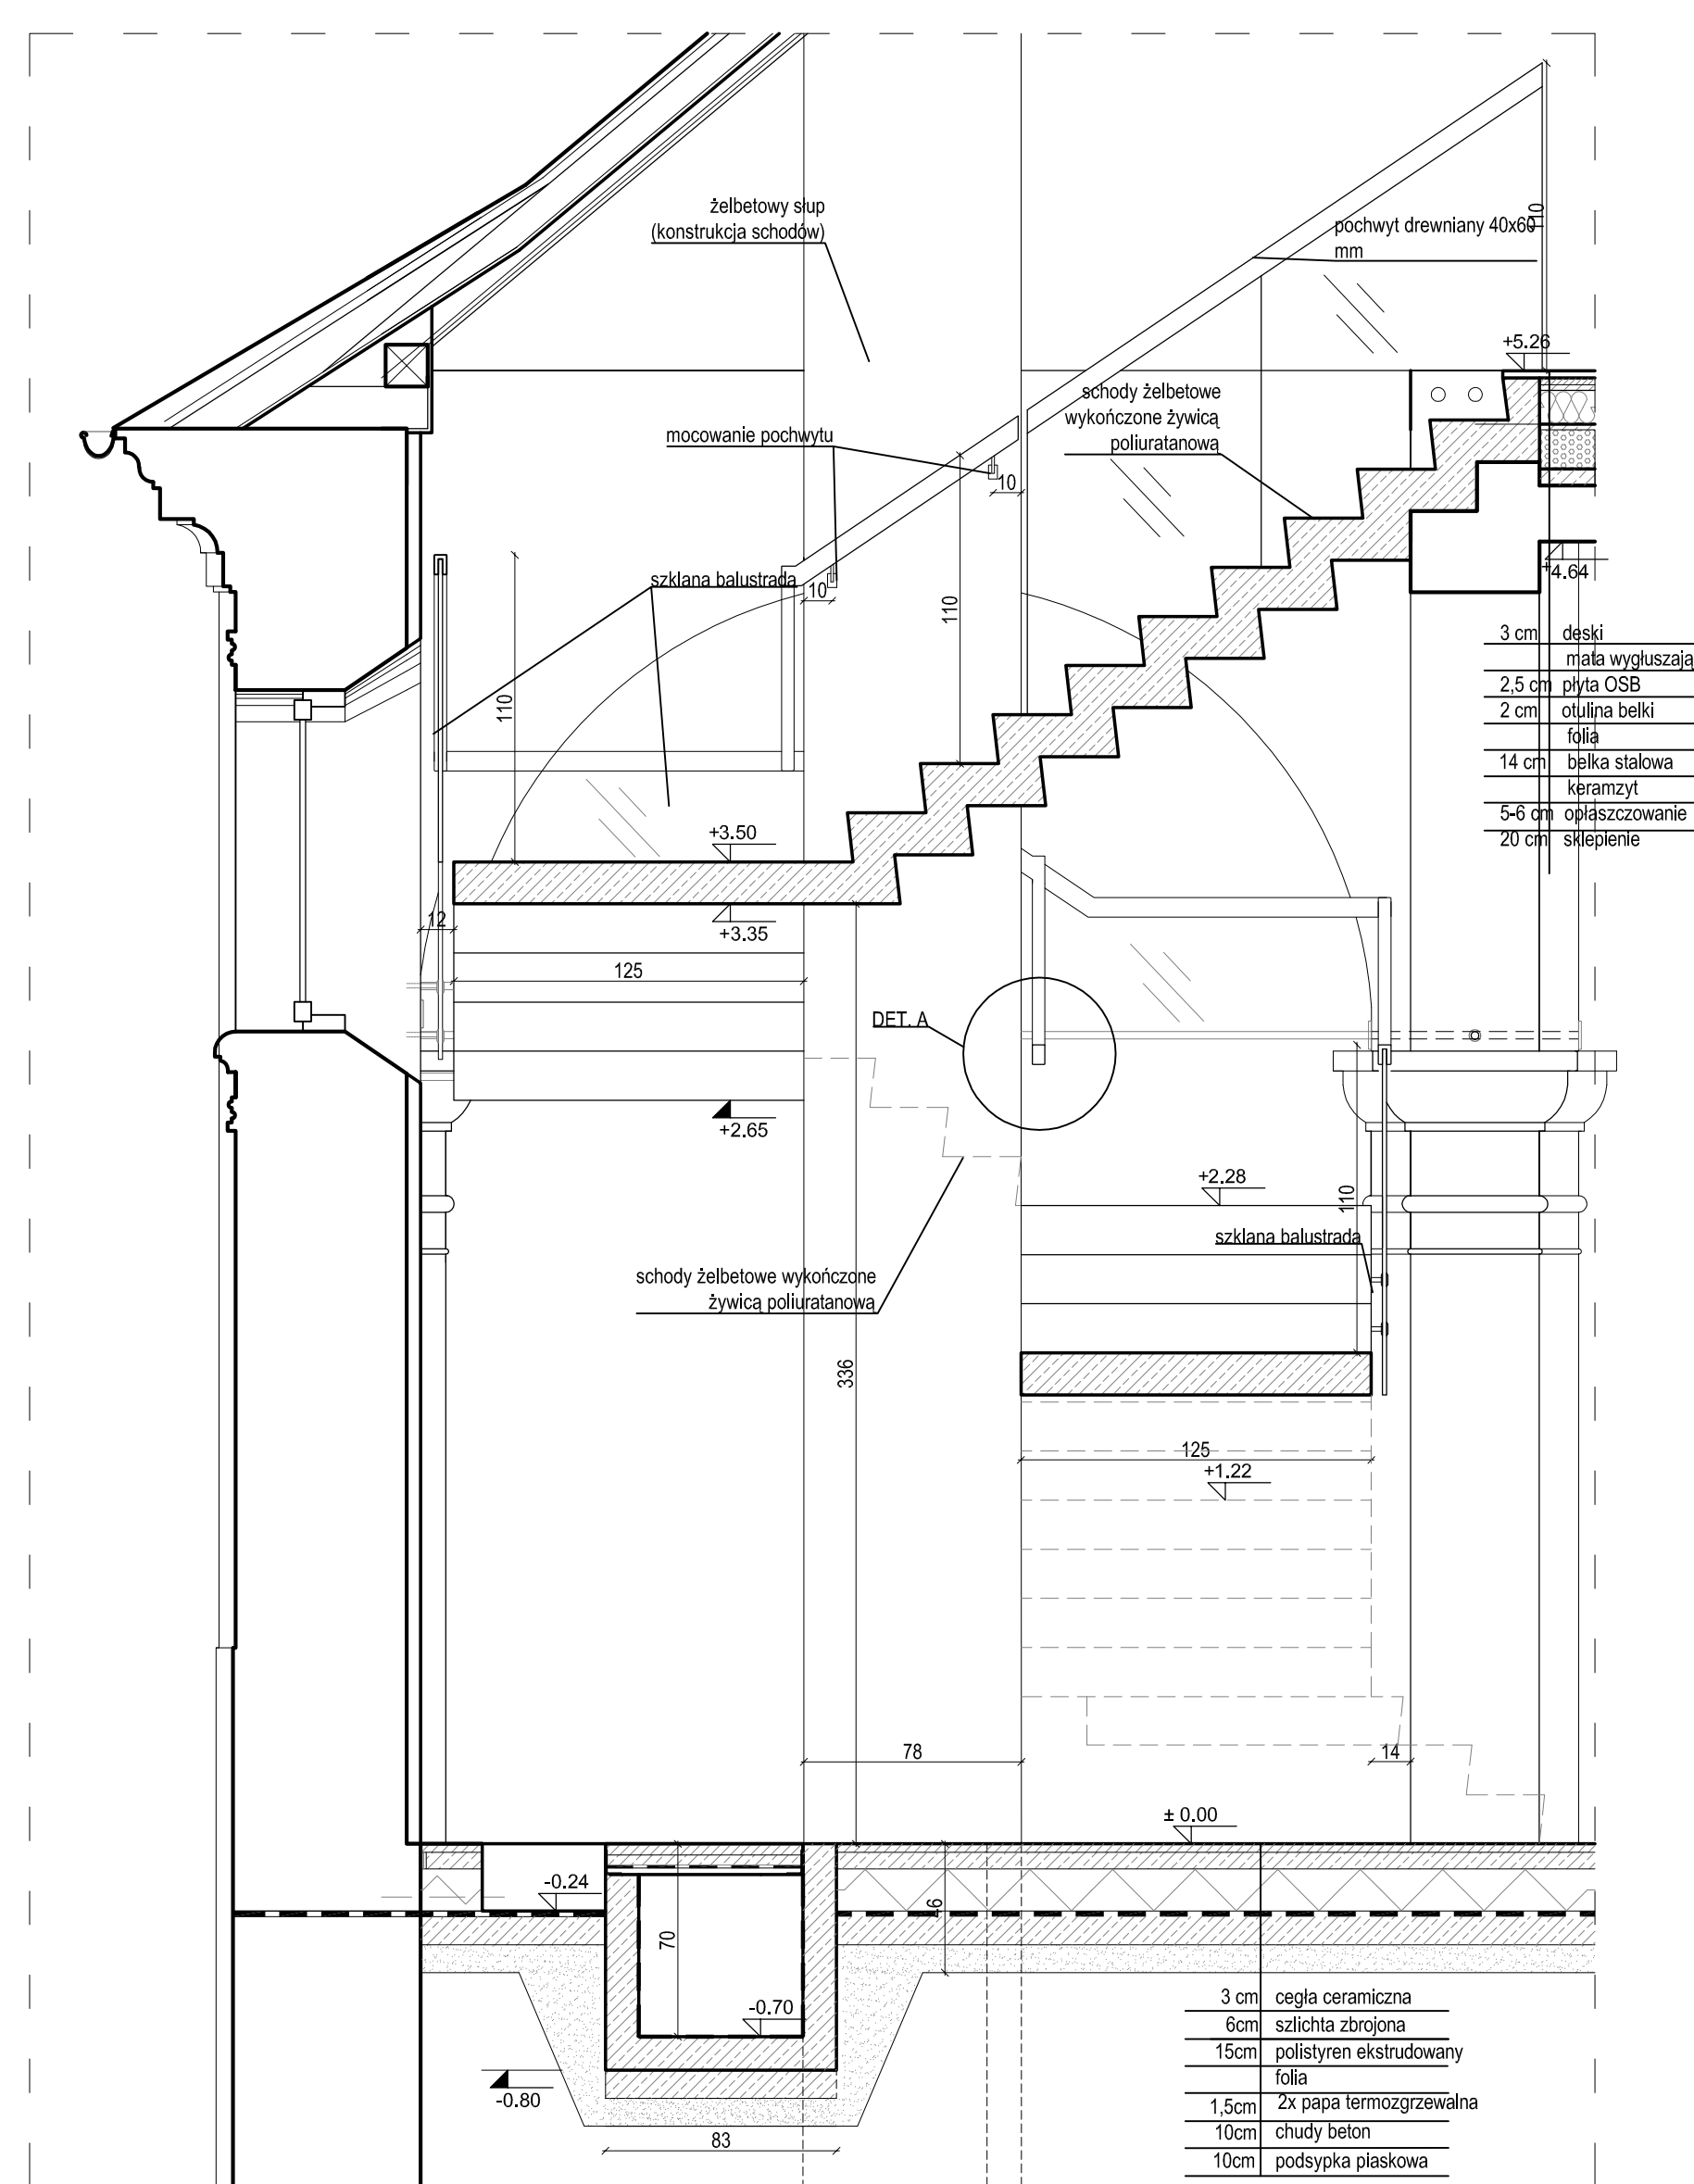 żelbetowy słup
(konstrukcja schodów)
pochwyt drewniany 40x60
mm
110
+5.26
schody żelbetowe
wykończone żywicą
poliuratanową
mocowanie pochwytu
10
szklana balustrada
10
110
110
+4.64
3 cm deski
mata wygłuszają
2,5 cm płyta OSB
2 cm otulina belki
folia
14 cm belka stalowa
keramzyt
5-6 cm opłaszczowanie
20 cm sklepienie
+3.50
12
+3.35
125
DET. A
+2.65
+2.28
110
szklana balustrada
schody żelbetowe wykończone
żywicą poliuratanową
336
125
+1.22
78
14
± 0.00
-0.24
46
70
-0.70
-0.80
83
3 cm cegła ceramiczna
6cm szlichta zbrojona
15cm polistyren ekstrudowany
folia
1,5cm 2x papa termozgrzewalna
10cm chudy beton
10cm podsypka piaskowa